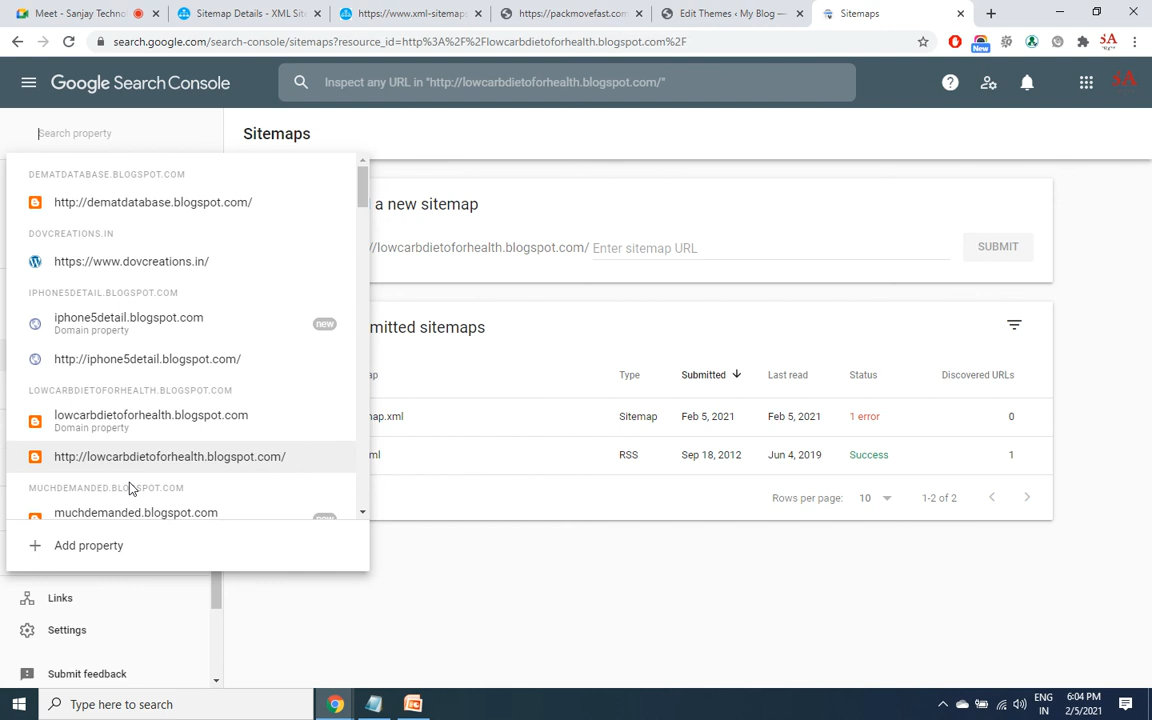 Meet - Sanjay Techno
Sitemap Details - XML Sit
https://www.xml-sitemap
https://packmovefast.com
Edit Themes ‹ My Blog —
Sitemaps
search.google.com/search-console/sitemaps?resource_id=http%3A%2F%2Flowcarbdietoforhealth.blogspot.com%2F
New
Google Search Console
Inspect any URL in "http://lowcarbdietoforhealth.blogspot.com/"
Search property
Sitemaps
DEMATDATABASE.BLOGSPOT.COM
http://dematdatabase.blogspot.com/
DOVCREATIONS.IN
https://www.dovcreations.in/
IPHONE5DETAIL.BLOGSPOT.COM
iphone5detail.blogspot.com
Domain property
new
http://iphone5detail.blogspot.com/
LOWCARBDIETOFORHEALTH.BLOGSPOT.COM
lowcarbdietoforhealth.blogspot.com
Domain property
http://lowcarbdietoforhealth.blogspot.com/
MUCHDEMANDED.BLOGSPOT.COM
muchdemanded.blogspot.com
new
Add property
a new sitemap
//lowcarbdietoforhealth.blogspot.com/ Enter sitemap URL
SUBMIT
mitted sitemaps
ap Type Submitted Last read Status Discovered URLs
map.xml Sitemap Feb 5, 2021 Feb 5, 2021 1 error 0
ml RSS Sep 18, 2012 Jun 4, 2019 Success 1
Rows per page: 10 1-2 of 2
Links
Settings
Submit feedback
Type here to search
ENG
IN
6:04 PM
2/5/2021